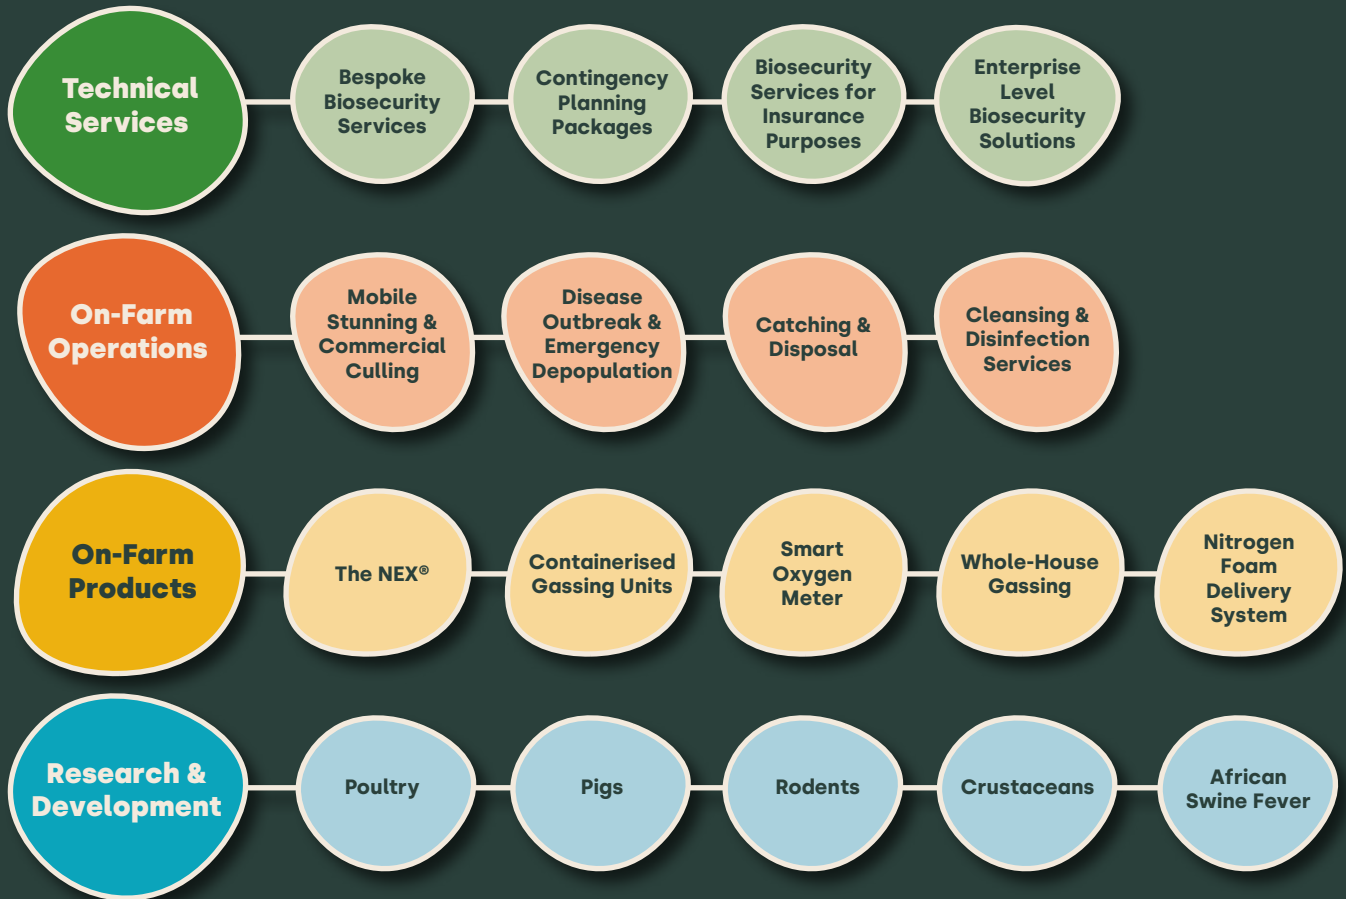 Technical
Services
Bespoke
Biosecurity
Services
Contingency
Planning
Packages
Biosecurity
Services for
Insurance
Purposes
Enterprise
Level
Biosecurity
Solutions
On-Farm
Operations
Mobile
Stunning &
Commercial
Culling
Disease
Outbreak &
Emergency
Depopulation
Catching &
Disposal
Cleansing &
Disinfection
Services
On-Farm
Products
The NEX®
Containerised
Gassing Units
Smart
Oxygen
Meter
Whole-House
Gassing
Nitrogen
Foam
Delivery
System
Research &
Development
Poultry
Pigs
Rodents
Crustaceans
African
Swine Fever